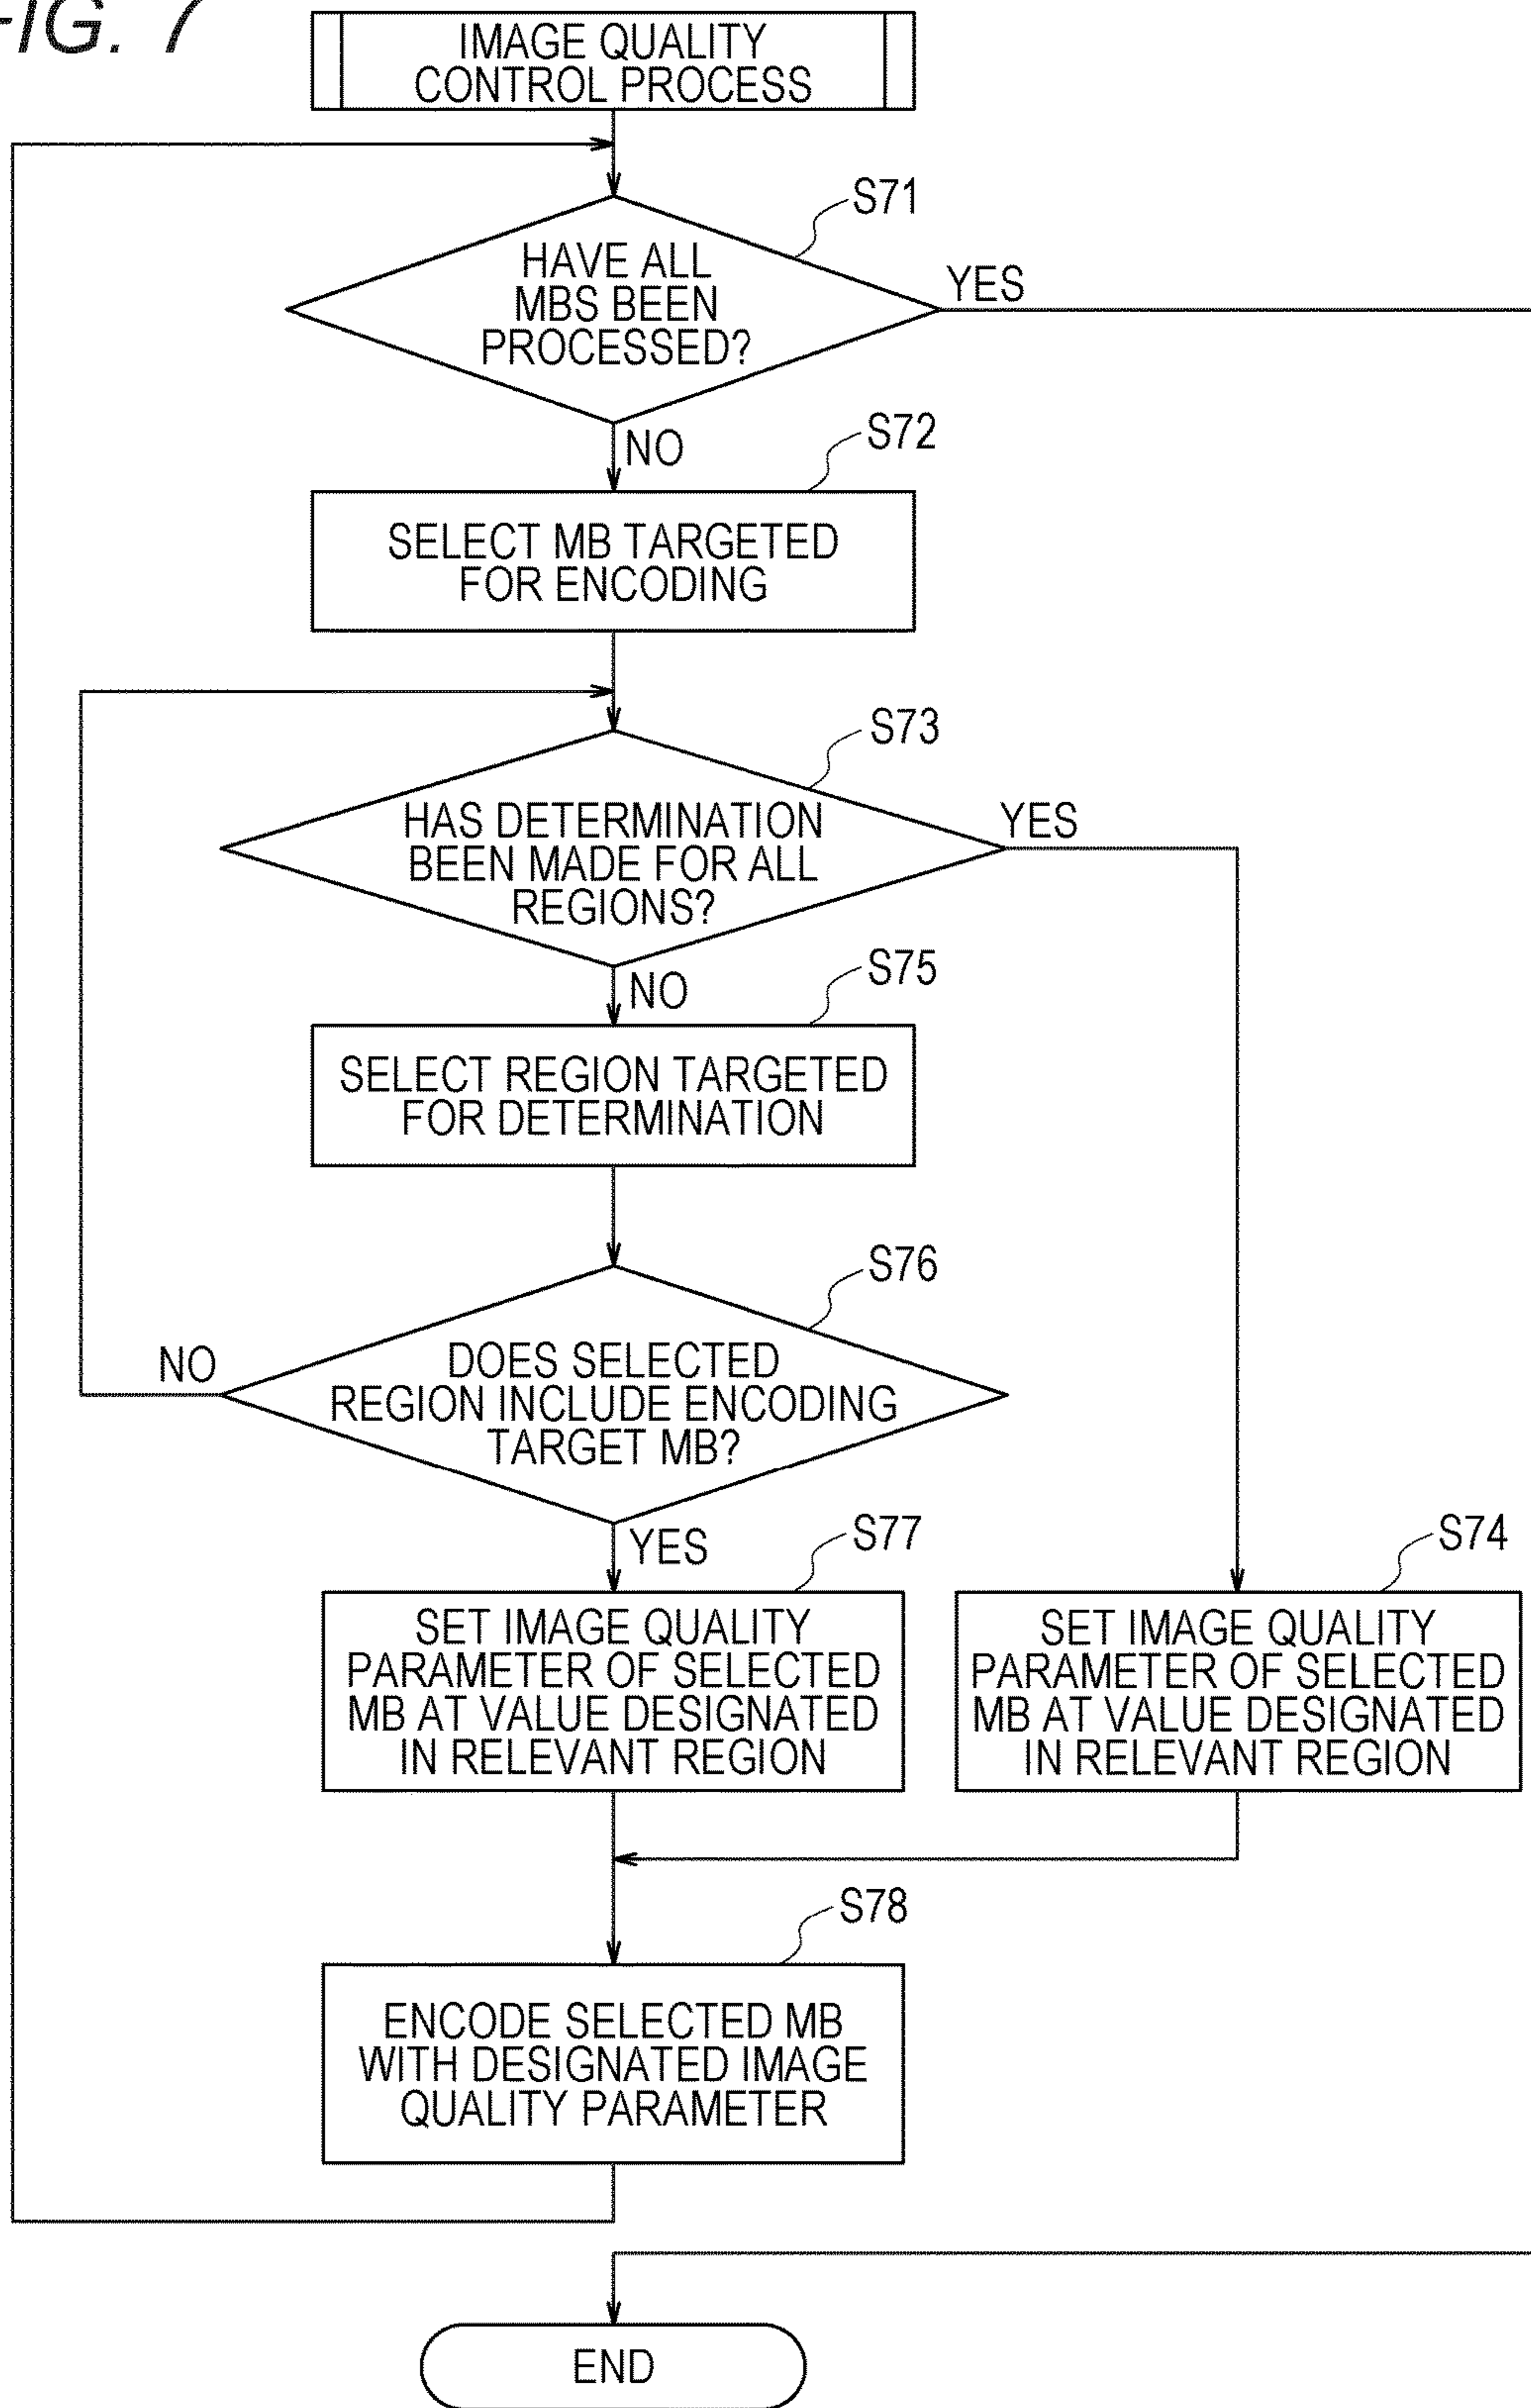 FIG. 7
IMAGE QUALITY
CONTROL PROCESS
S71
HAVE ALL
MBS BEEN
PROCESSED?
YES
NO
S72
SELECT MB TARGETED
FOR ENCODING
S73
HAS DETERMINATION
BEEN MADE FOR ALL
REGIONS?
YES
NO
S75
SELECT REGION TARGETED
FOR DETERMINATION
S76
DOES SELECTED
REGION INCLUDE ENCODING
TARGET MB?
NO
YES
S77
SET IMAGE QUALITY
PARAMETER OF SELECTED
MB AT VALUE DESIGNATED
IN RELEVANT REGION
S74
SET IMAGE QUALITY
PARAMETER OF SELECTED
MB AT VALUE DESIGNATED
IN RELEVANT REGION
S78
ENCODE SELECTED MB
WITH DESIGNATED IMAGE
QUALITY PARAMETER
END